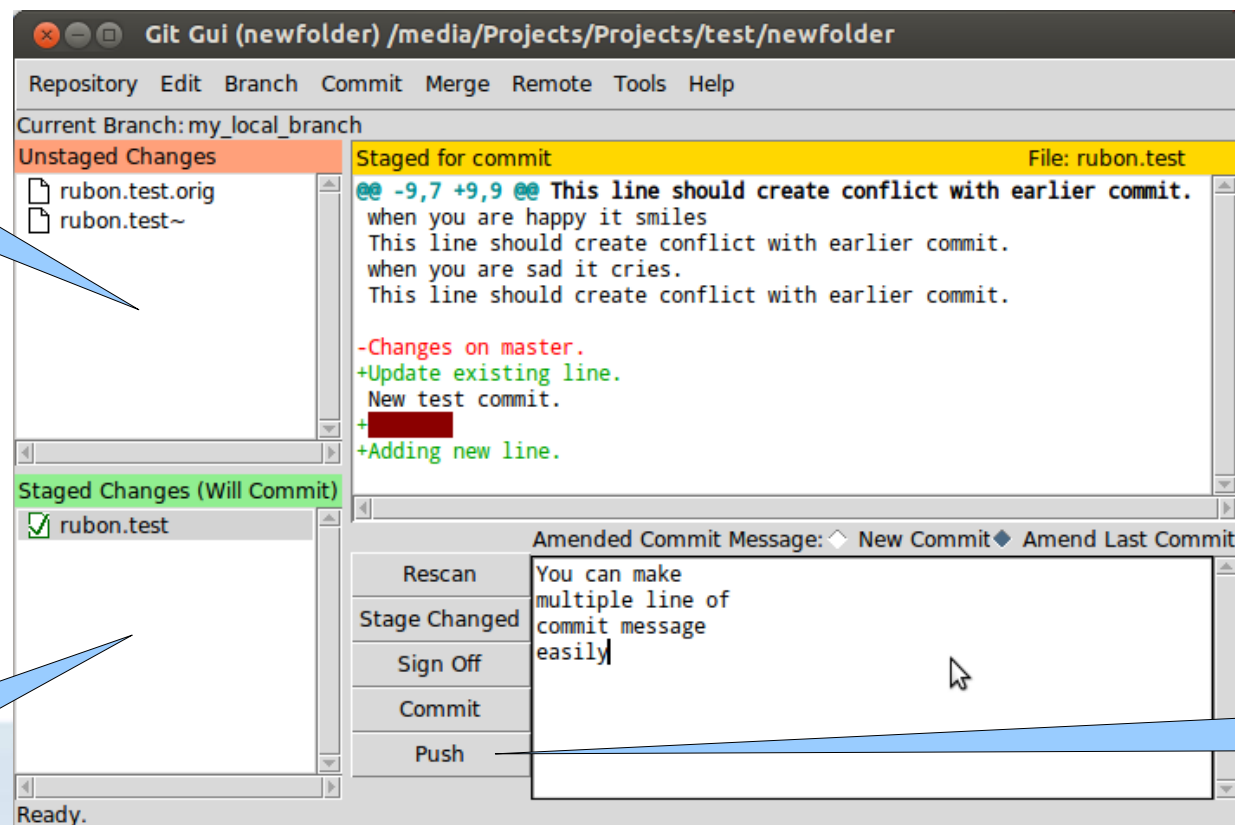 Git Gui (newfolder) /media/Projects/Projects/test/newfolder
Repository Edit Branch Commit Merge Remote Tools Help
Current Branch: my_local_branch
Unstaged Changes
rubon.test.orig
rubon.test~
Staged for commit File: rubon.test
@@ -9,7 +9,9 @@ This line should create conflict with earlier commit.
when you are happy it smiles
This line should create conflict with earlier commit.
when you are sad it cries.
This line should create conflict with earlier commit.
-Changes on master.
+Update existing line.
New test commit.
+
+Adding new line.
Staged Changes (Will Commit)
rubon.test
Amended Commit Message: New Commit Amend Last Commit
Rescan
Stage Changed
Sign Off
Commit
Push
You can make
multiple line of
commit message
easily
Ready.